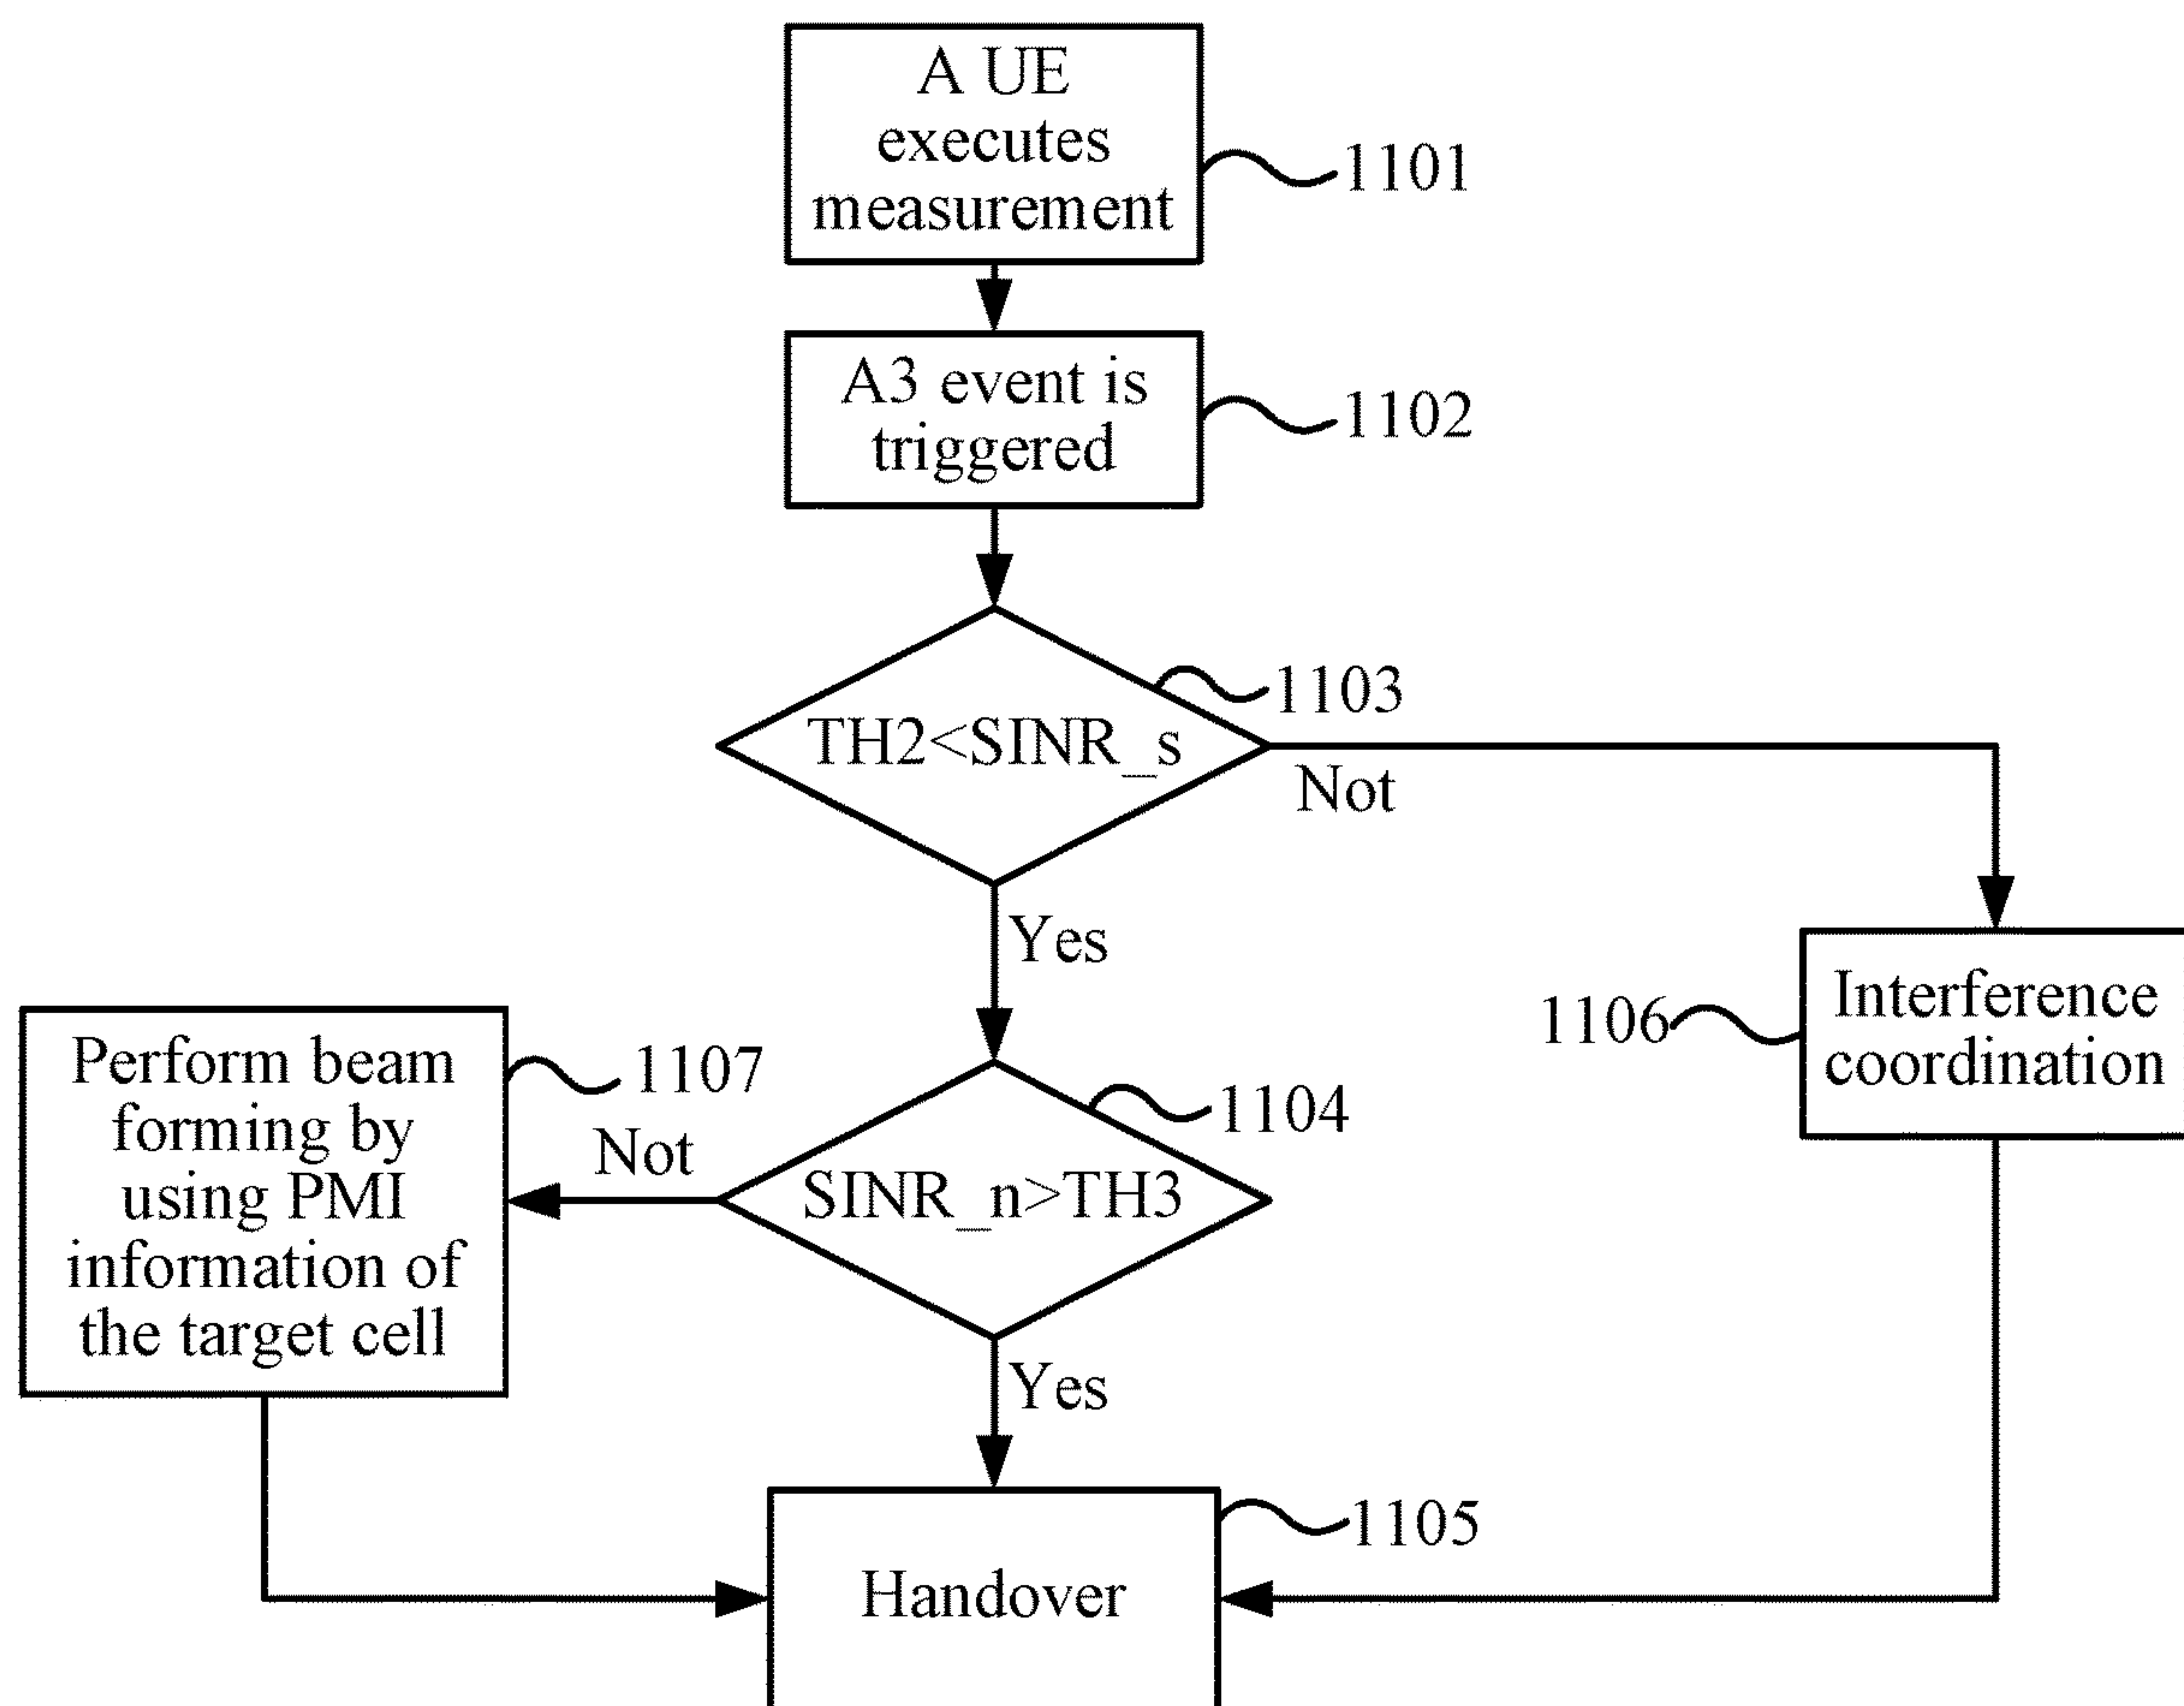 A UE
executes
measurement
1101
A3 event is
triggered
1102
1103
TH2<SINR_s
Not
Yes
Interference
coordination
1106
Perform beam
forming by
using PMI
information of
the target cell
1107
Not
1104
SINR_n>TH3
Yes
1105
Handover